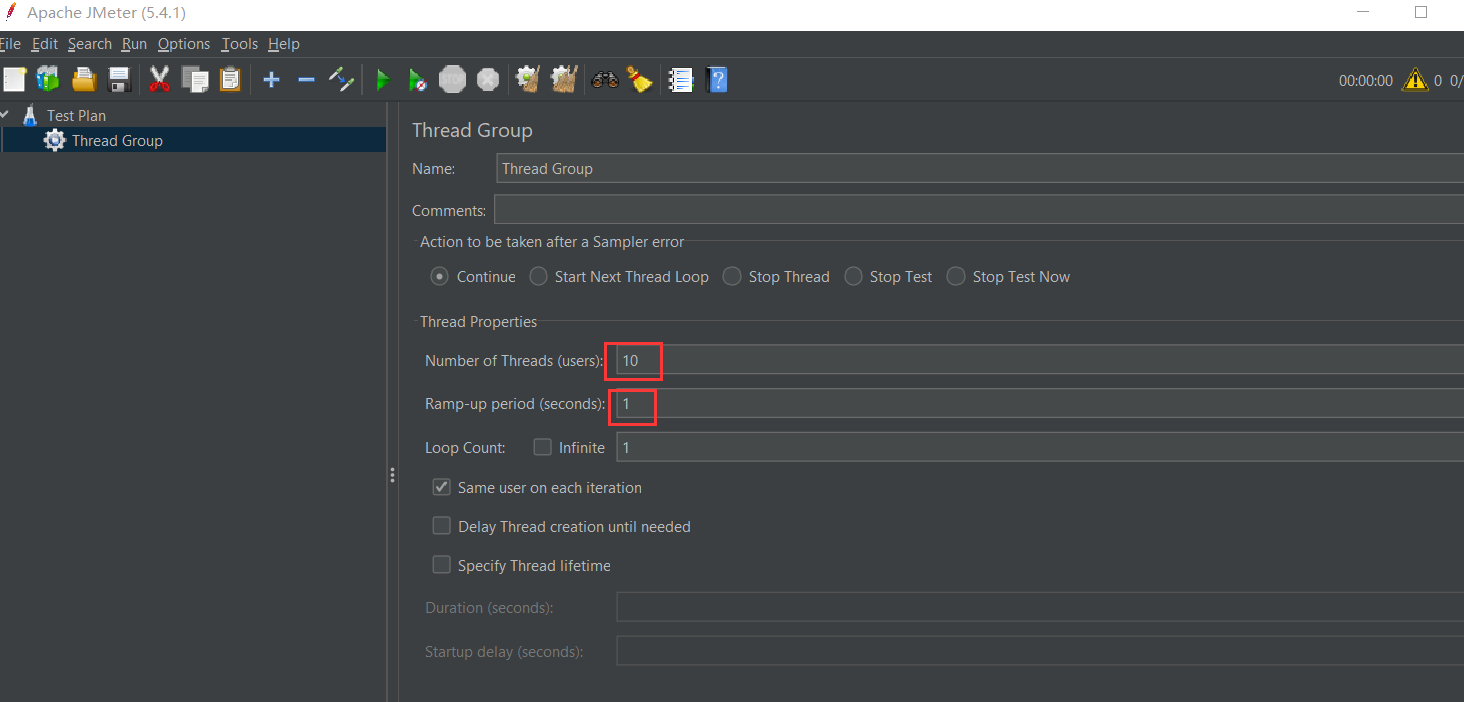 Apache JMeter (5.4.1)
File Edit Search Run Options Tools Help
STOP 00:00:00 0 0/
Test Plan
Thread Group
Thread Group
Name: Thread Group
Comments:
Action to be taken after a Sampler error
Continue Start Next Thread Loop Stop Thread Stop Test Stop Test Now
Thread Properties
Number of Threads (users): 10
Ramp-up period (seconds): 1
Loop Count: Infinite 1
Same user on each iteration
Delay Thread creation until needed
Specify Thread lifetime
Duration (seconds):
Startup delay (seconds):